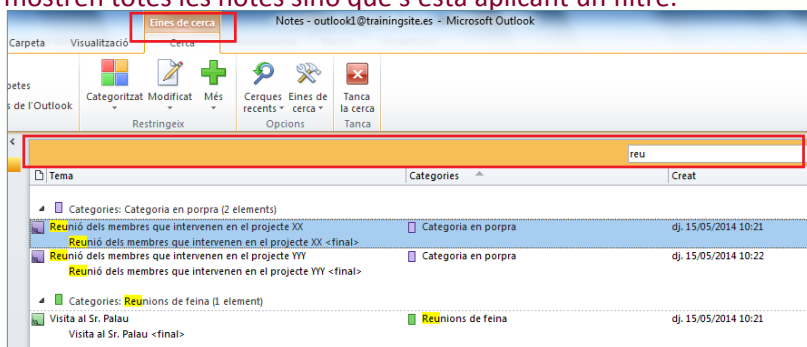 mostren totes les notes sinó que s'està aplicant un filtre.
Eines de cerca
Notes - outlook1@trainingsite.es - Microsoft Outlook
Carpeta Visualització Cerca
s de l'Outlook
Categoritzat Modificat Més
Cerques recents Eines de cerca
Tanca la cerca
Restringeix Opcions Tanca
reu
Tema Categories Creat
Categories: Categoria en porpra (2 elements)
Reunió dels membres que intervenen en el projecte XX Categoria en porpra dj. 15/05/2014 10:21
Reunió dels membres que intervenen en el projecte XX <final>
Reunió dels membres que intervenen en el projecte YYY Categoria en porpra dj. 15/05/2014 10:22
Reunió dels membres que intervenen en el projecte YYY <final>
Categories: Reunions de feina (1 element)
Visita al Sr. Palau Reunions de feina dj. 15/05/2014 10:21
Visita al Sr. Palau <final>